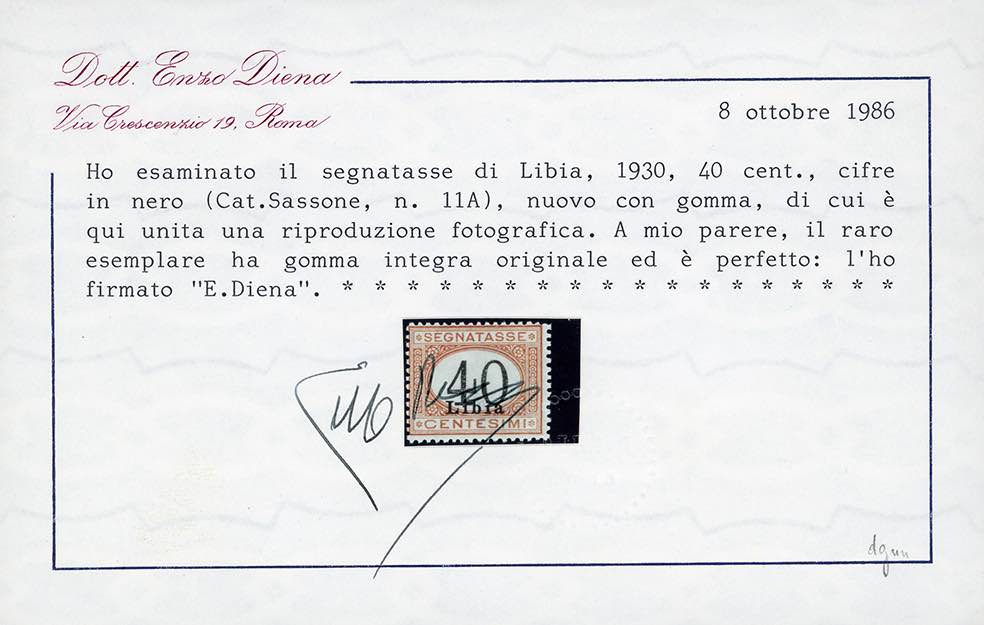 Dott. Enzo Diena
Via Crescenzio 19, Roma
8 ottobre 1986
Ho esaminato il segnatasse di Libia, 1930, 40 cent., cifre
in nero (Cat.Sassone, n. 11A), nuovo con gomma, di cui è
qui unita una riproduzione fotografica. A mio parere, il raro
esemplare ha gomma integra originale ed è perfetto: l'ho
firmato "E.Diena". * * * * * * * * * * * * * * * * *
SEGNATASSE
40
Libia
CENTESIMI